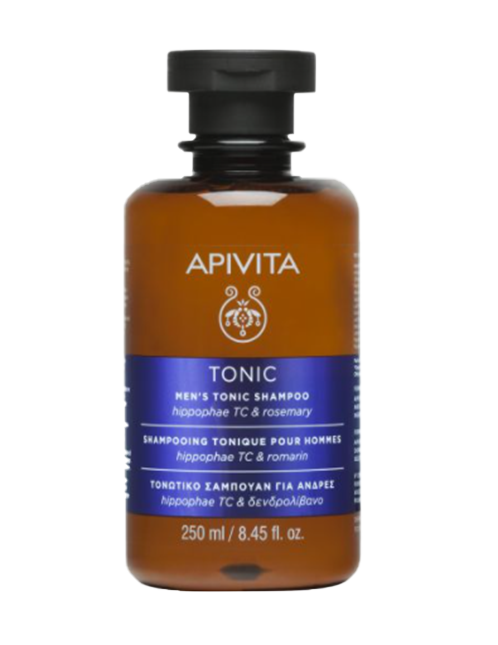 APIVITA
TONIC
MEN'S TONIC SHAMPOO
hippophae TC & rosemary
SHAMPOOING TONIQUE POUR HOMMES
hippophae TC & romarin
ΤΟΝΩΤΙΚΟ ΣΑΜΠΟΥΑΝ ΓΙΑ ΑΝΔΡΕΣ
hippophae TC & δενδρολίβανο
250 ml / 8.45 fl. oz.